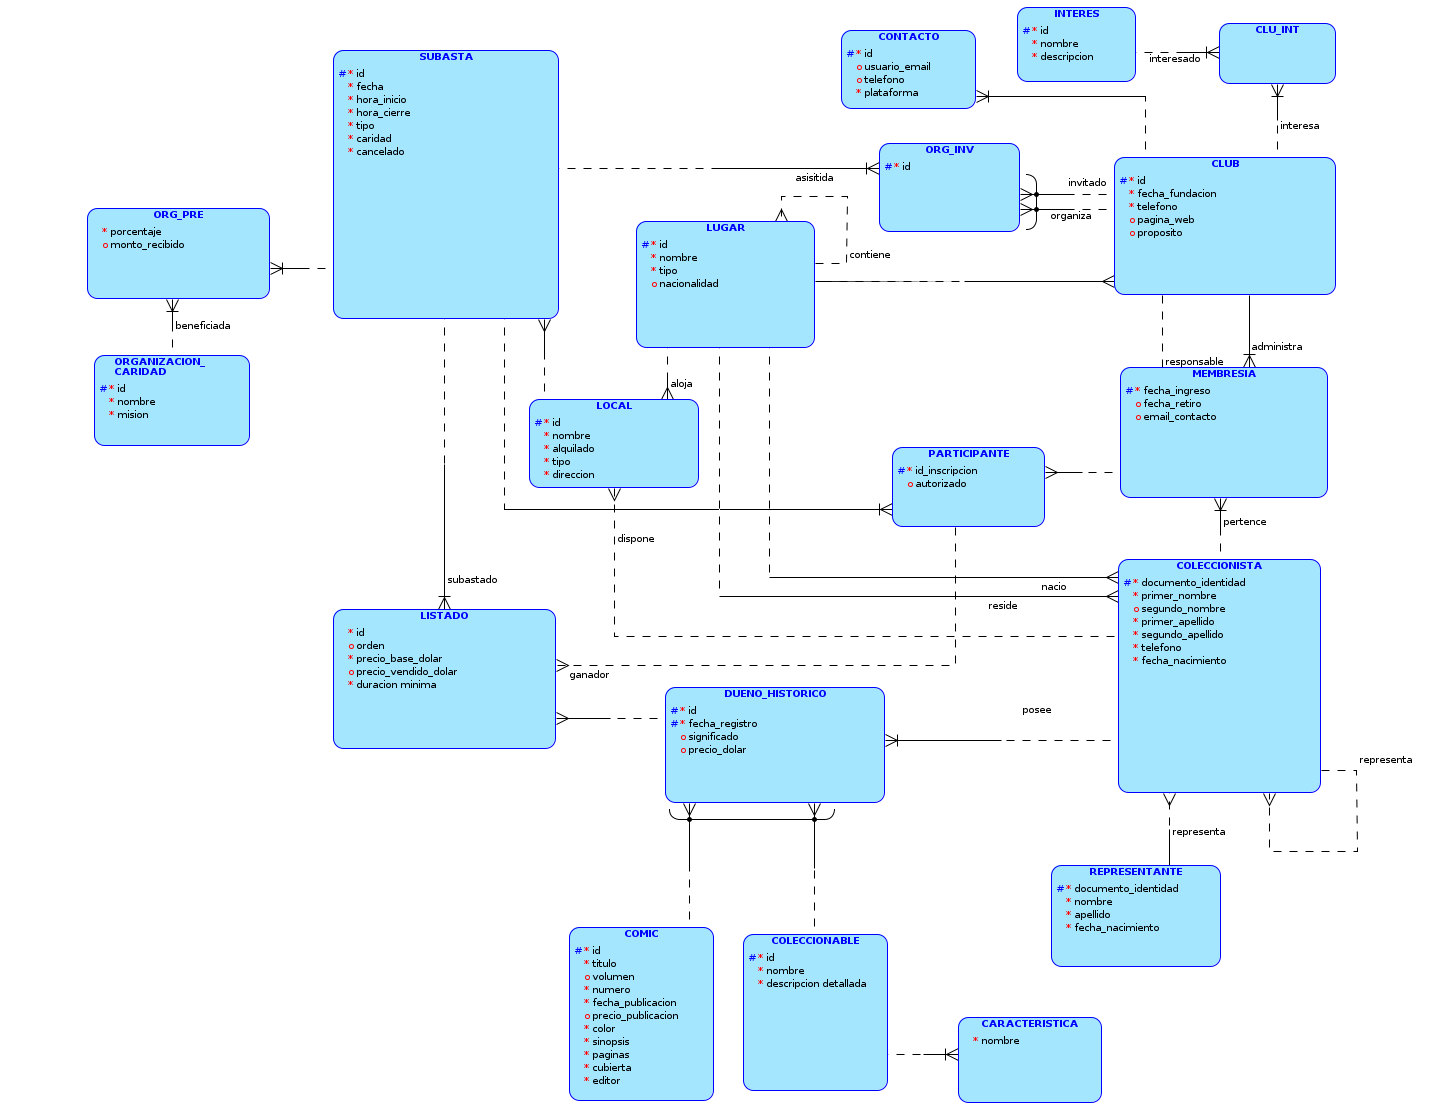 INTERES
#* id
* nombre
* descripcion
CLU_INT
interesado
interesa
CONTACTO
#* id
o usuario_email
o telefono
* plataforma
SUBASTA
#* id
* fecha
* hora_inicio
* hora_cierre
* tipo
* caridad
* cancelado
ORG_INV
#* id
asisitida
invitado
organiza
CLUB
#* id
* fecha_fundacion
* telefono
o pagina_web
o proposito
ORG_PRE
* porcentaje
o monto_recibido
LUGAR
#* id
* nombre
* tipo
o nacionalidad
contiene
beneficiada
ORGANIZACION_
CARIDAD
#* id
* nombre
* mision
administra
responsable
aloja
MEMBRESIA
#* fecha_ingreso
o fecha_retiro
o email_contacto
LOCAL
#* id
* nombre
* alquilado
* tipo
* direccion
PARTICIPANTE
#* id_inscripcion
o autorizado
pertence
dispone
subastado
nacio
reside
COLECCIONISTA
#* documento_identidad
* primer_nombre
o segundo_nombre
* primer_apellido
* segundo_apellido
* telefono
* fecha_nacimiento
LISTADO
* id
o orden
* precio_base_dolar
o precio_vendido_dolar
* duracion minima
ganador
DUENO_HISTORICO
#* id
#* fecha_registro
o significado
o precio_dolar
posee
representa
representa
REPRESENTANTE
#* documento_identidad
* nombre
* apellido
* fecha_nacimiento
COMIC
#* id
* titulo
o volumen
* numero
* fecha_publicacion
o precio_publicacion
* color
* sinopsis
* paginas
* cubierta
* editor
COLECCIONABLE
#* id
* nombre
* descripcion detallada
CARACTERISTICA
* nombre